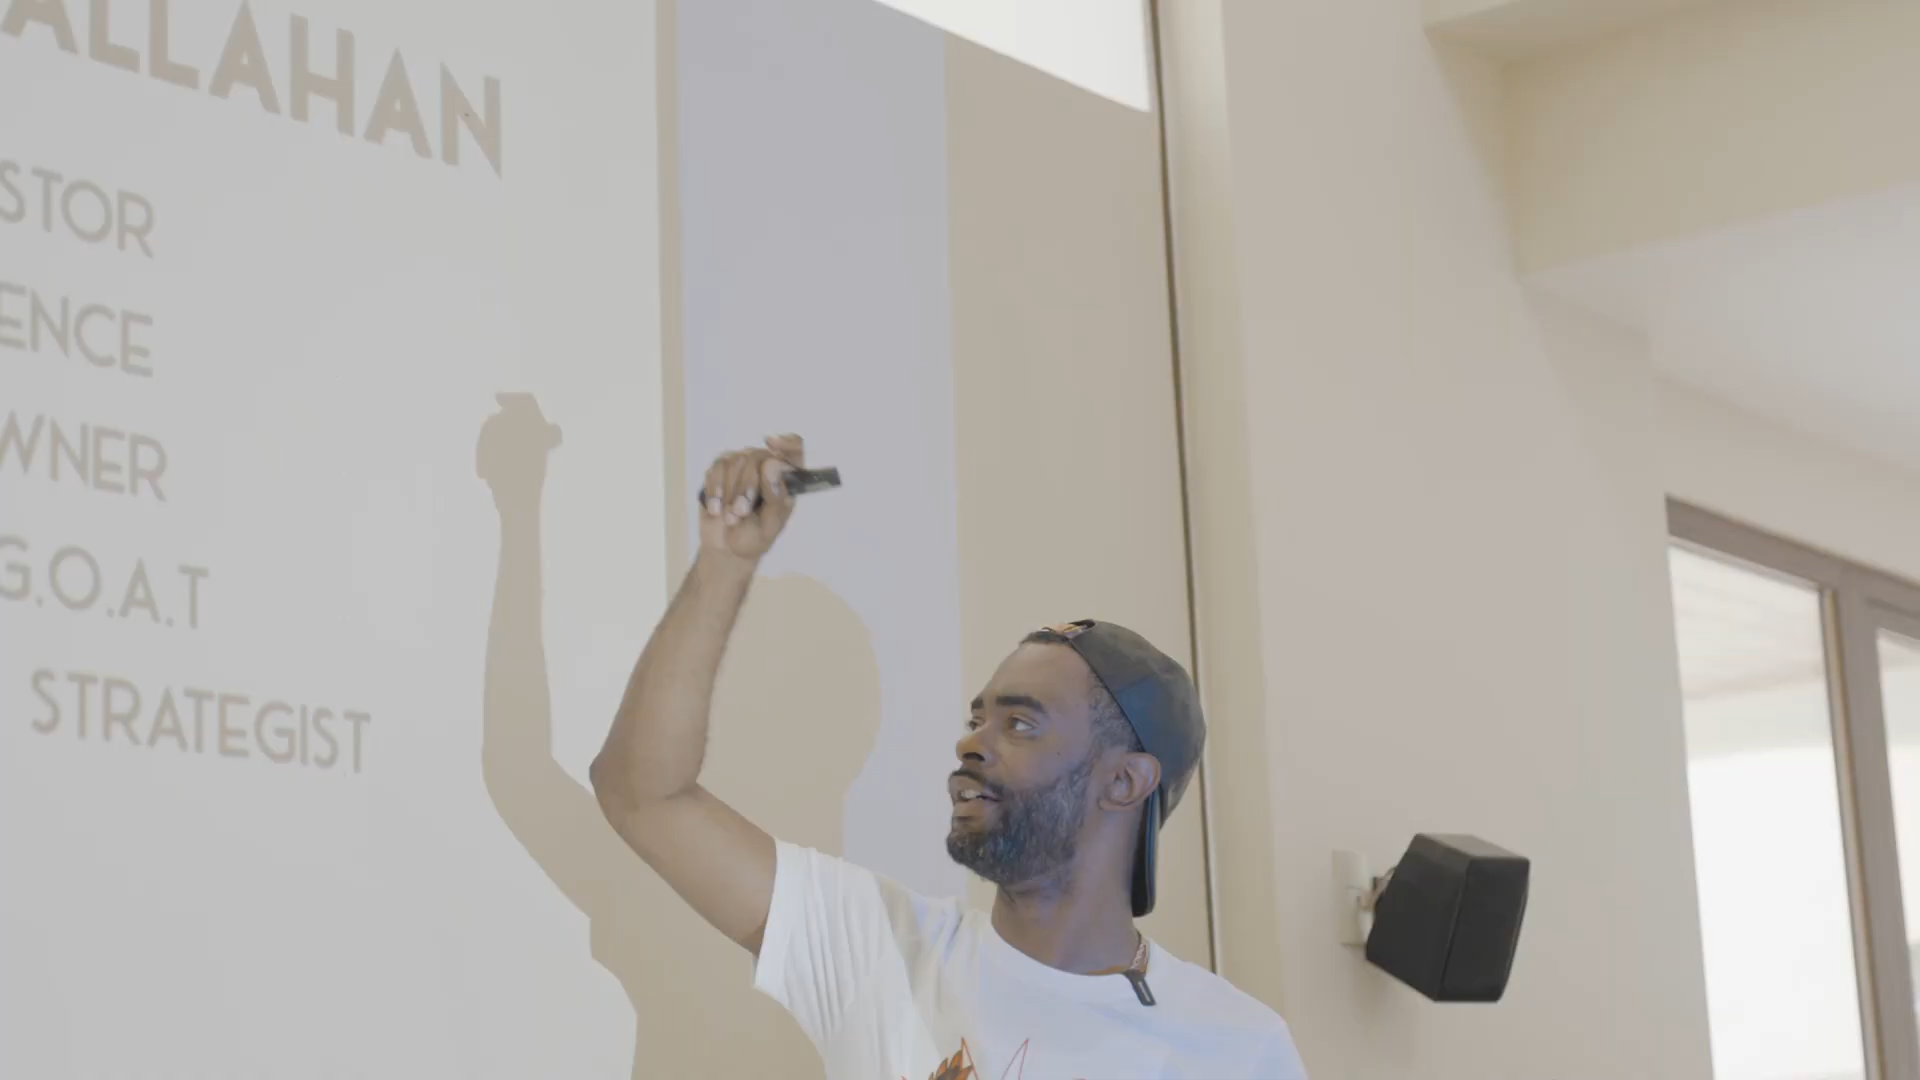 ALLAHAN
STOR
ENCE
WNER
G.O.A.T
STRATEGIST